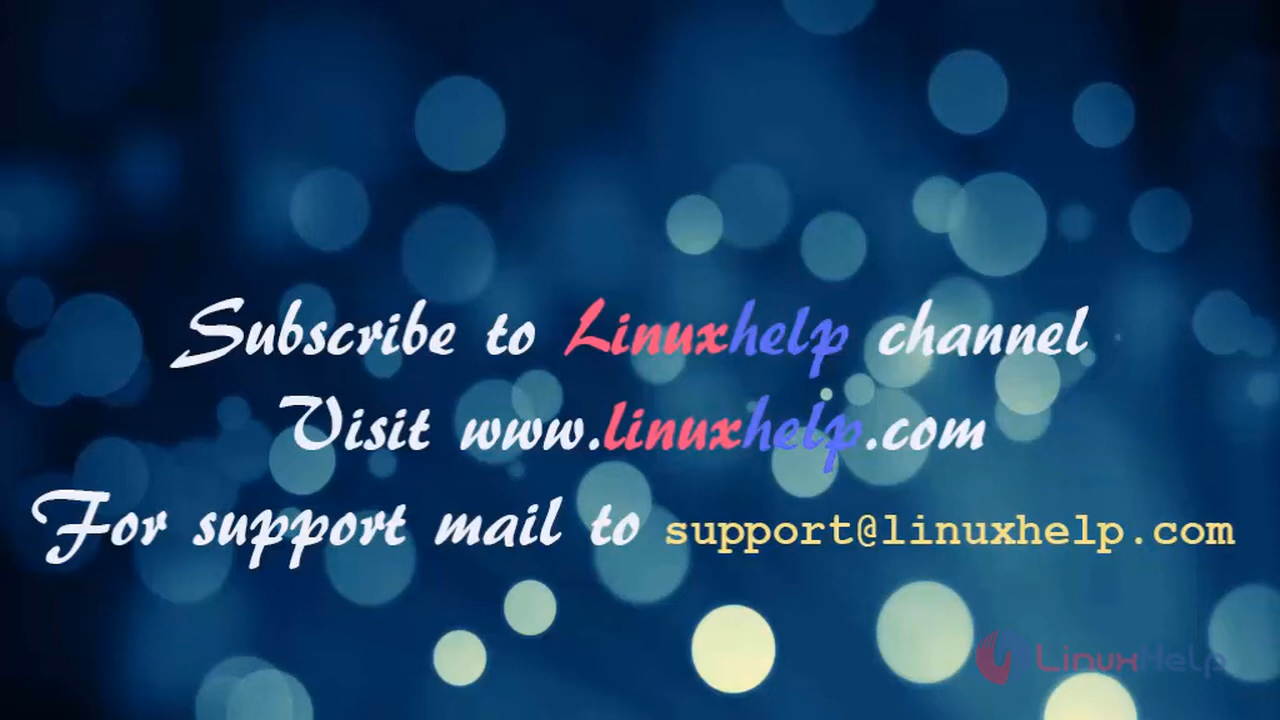 Subscribe to Linuxhelp channel
Visit www.linuxhelp.com
For support mail to support@linuxhelp.com
LinuxHelp